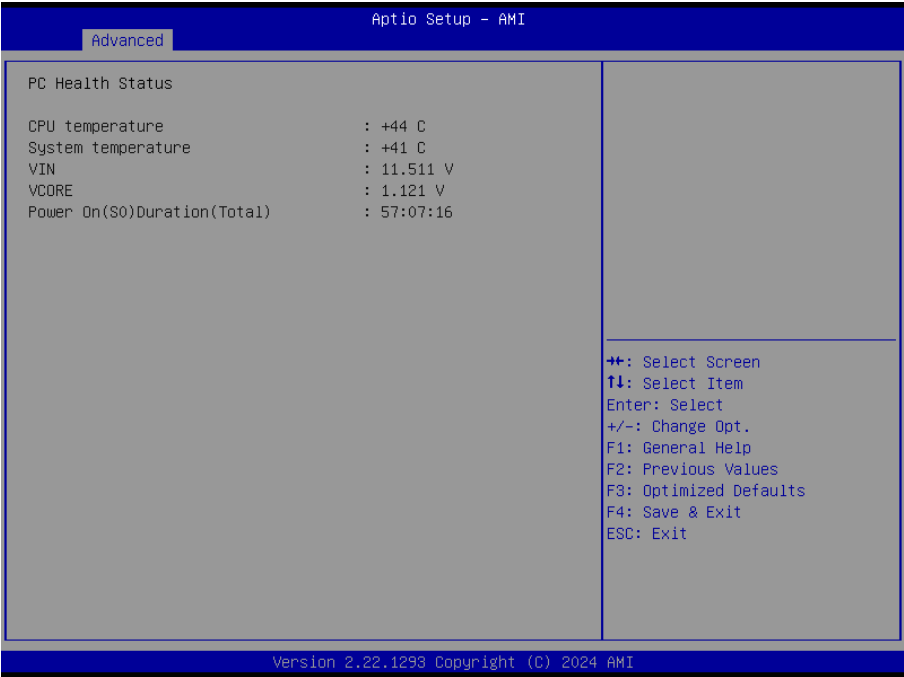 Aptio Setup – AMI
Advanced
PC Health Status
CPU temperature : +44 C
System temperature : +41 C
VIN : 11.511 V
VCORE : 1.121 V
Power On(S0)Duration(Total) : 57:07:16
→←: Select Screen
↑↓: Select Item
Enter: Select
+/-: Change Opt.
F1: General Help
F2: Previous Values
F3: Optimized Defaults
F4: Save & Exit
ESC: Exit
Version 2.22.1293 Copyright (C) 2024 AMI